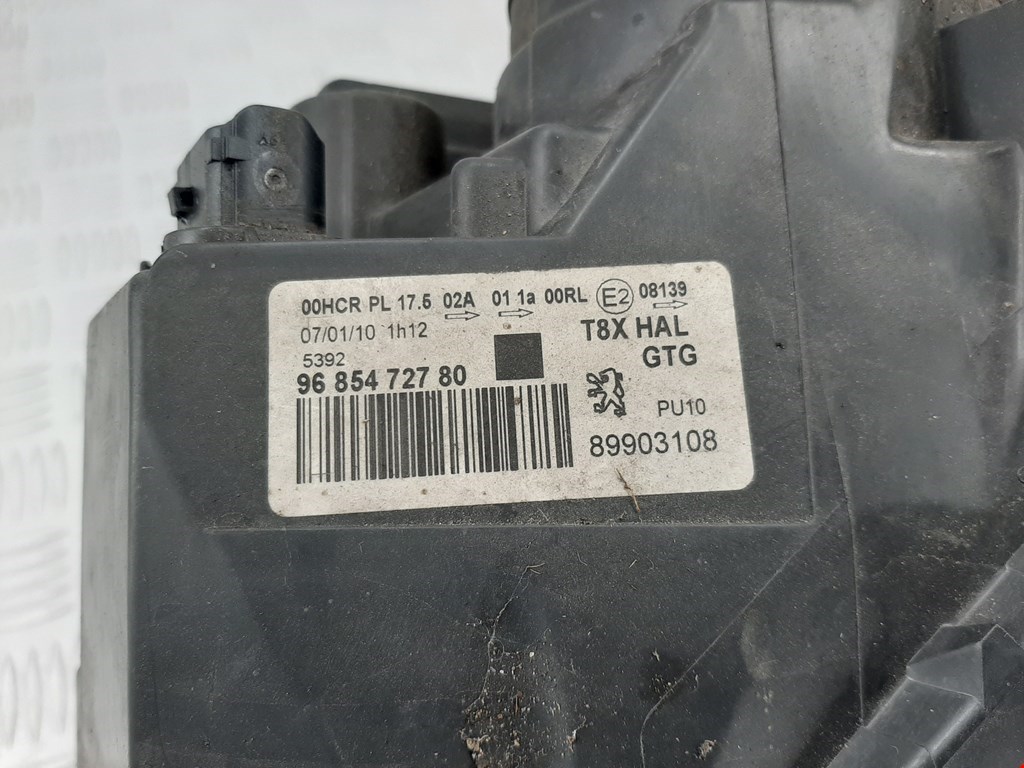 00HCR PL 17.5 02A 01 1a 00RL E2 08139
07/01/10 1h12
5392
96 854 727 80
T8X HAL
GTG
PU10
89903108